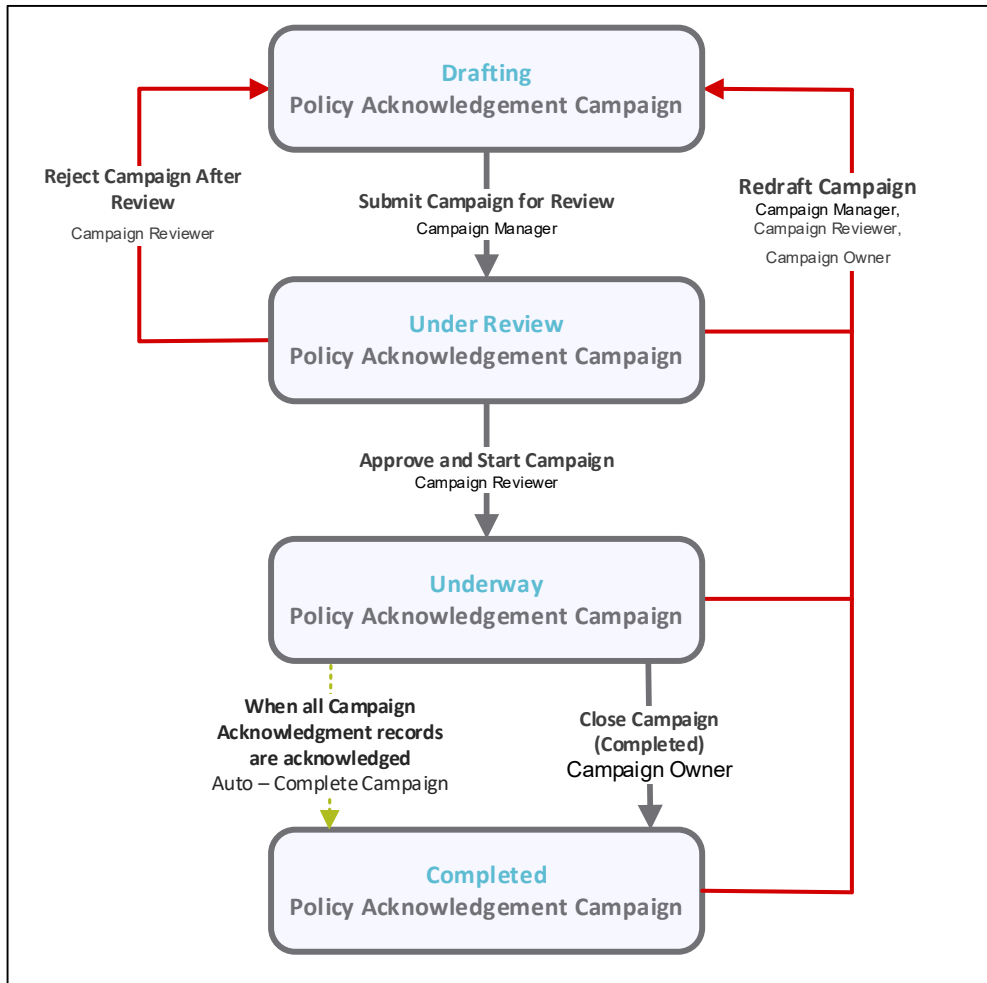 Drafting
Policy Acknowledgement Campaign
Reject Campaign After
Review
Campaign Reviewer
Submit Campaign for Review
Campaign Manager
Redraft Campaign
Campaign Manager,
Campaign Reviewer,
Campaign Owner
Under Review
Policy Acknowledgement Campaign
Approve and Start Campaign
Campaign Reviewer
Underway
Policy Acknowledgement Campaign
When all Campaign
Acknowledgment records
are acknowledged
Auto – Complete Campaign
Close Campaign
(Completed)
Campaign Owner
Completed
Policy Acknowledgement Campaign